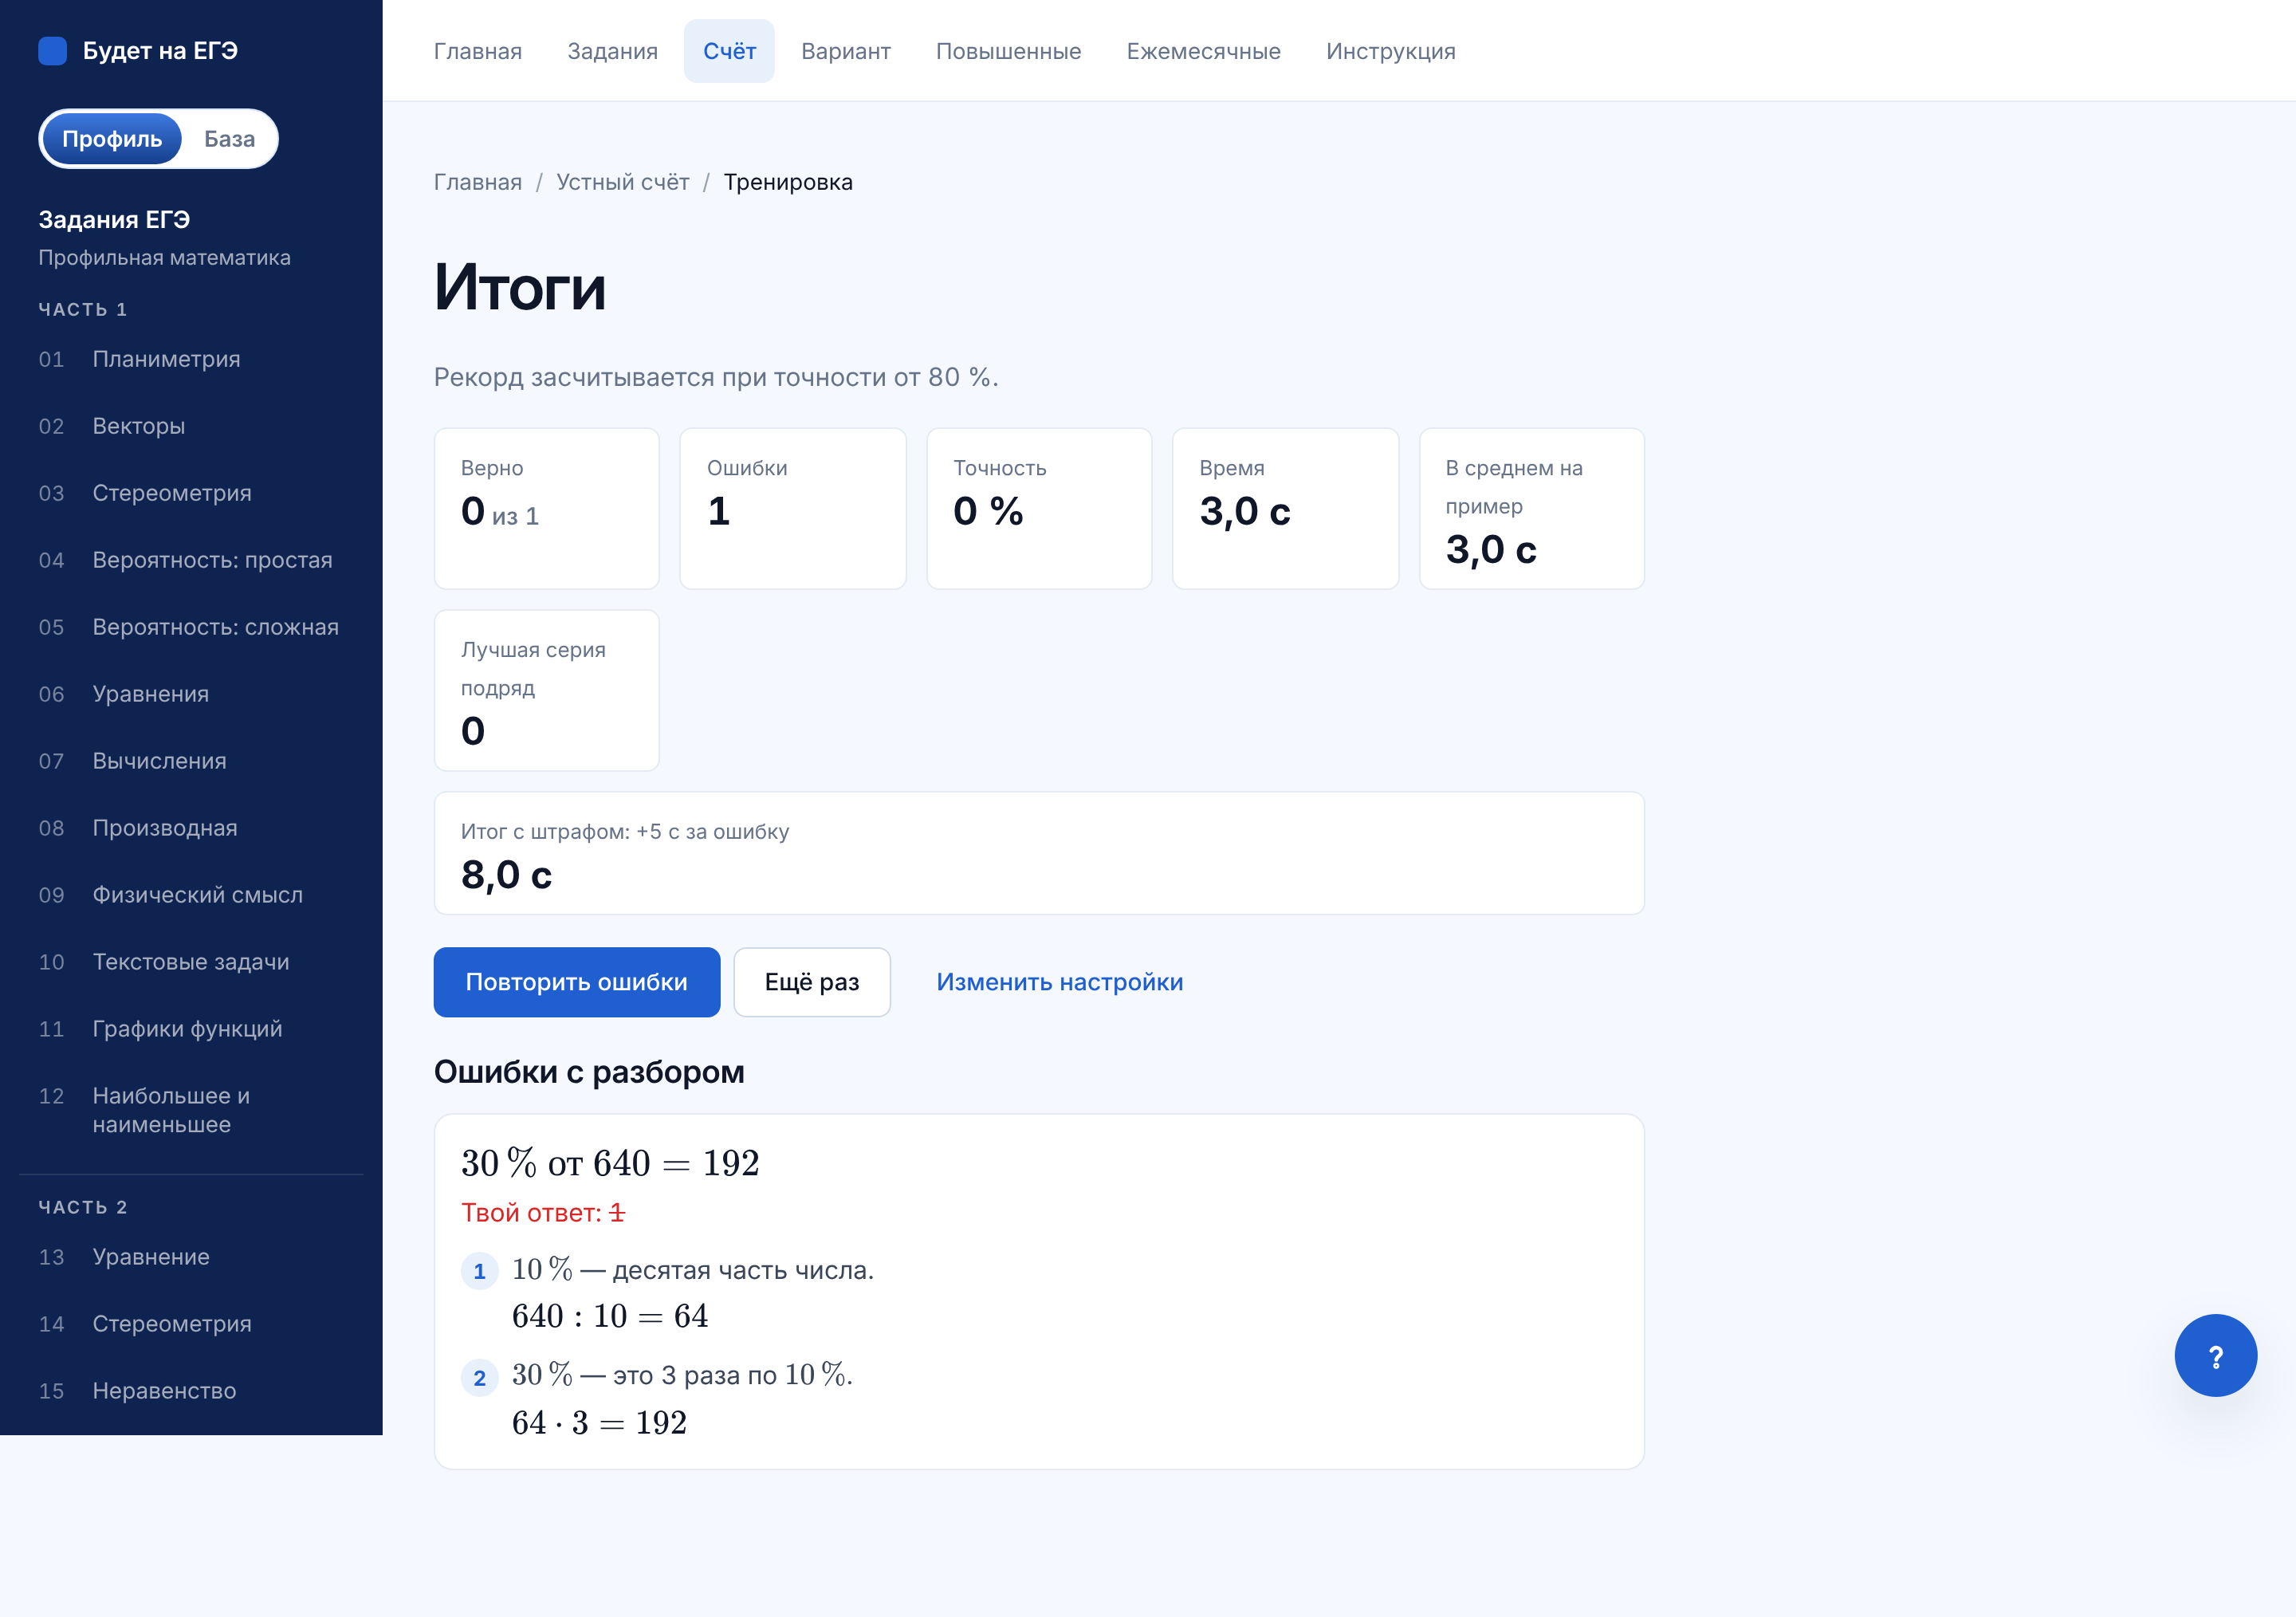 Будет на ЕГЭ
Профиль База
Задания ЕГЭ
Профильная математика
ЧАСТЬ 1
01 Планиметрия
02 Векторы
03 Стереометрия
04 Вероятность: простая
05 Вероятность: сложная
06 Уравнения
07 Вычисления
08 Производная
09 Физический смысл
10 Текстовые задачи
11 Графики функций
12 Наибольшее и
наименьшее
ЧАСТЬ 2
13 Уравнение
14 Стереометрия
15 Неравенство
Главная Задания Счёт Вариант Повышенные Ежемесячные Инструкция
Главная / Устный счёт / Тренировка
Итоги
Рекорд засчитывается при точности от 80 %.
Верно
0 из 1
Ошибки
1
Точность
0 %
Время
3,0 с
В среднем на
пример
3,0 с
Лучшая серия
подряд
0
Итог с штрафом: +5 с за ошибку
8,0 с
Повторить ошибки Ещё раз Изменить настройки
Ошибки с разбором
30 % от 640 = 192
Твой ответ: 1
1 10 % — десятая часть числа.
640 : 10 = 64
2 30 % — это 3 раза по 10 %.
64 · 3 = 192
?